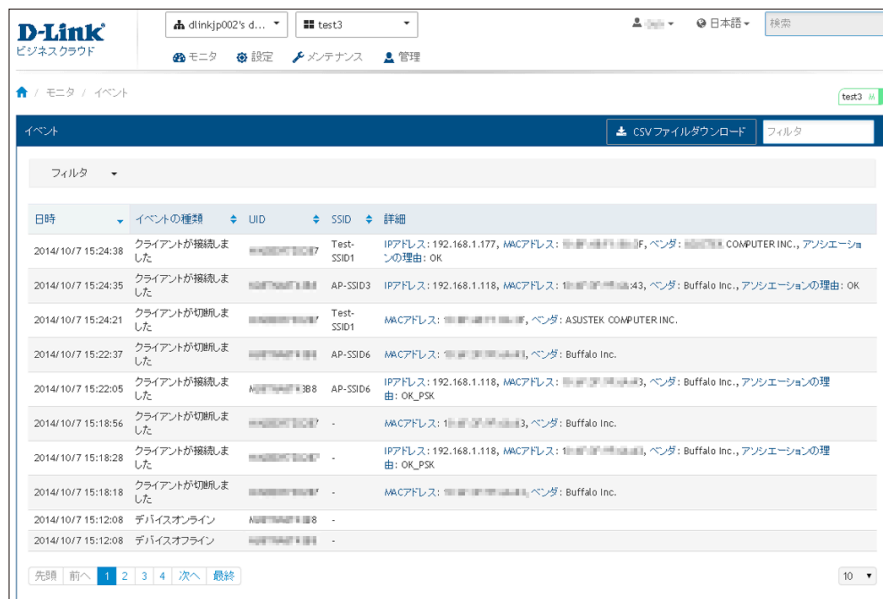 D-Link
ビジネスクラウド
dlinkjp002's d...
test3
日本語
検索
モニタ 設定 メンテナンス 管理
/ モニタ / イベント
test3
イベント
CSVファイルダウンロード
フィルタ
フィルタ
日時 イベントの種類 UID SSID 詳細
2014/10/7 15:24:38 クライアントが接続しま Test- IPアドレス: 192.168.1.177, MACアドレス: F, ベンダ: COMPUTER INC., アソシエーショ
した SSID1 ンの理由: OK
2014/10/7 15:24:35 クライアントが接続しま AP-SSID3 IPアドレス: 192.168.1.118, MACアドレス: :43, ベンダ: Buffalo Inc., アソシエーションの理由: OK
した
2014/10/7 15:24:21 クライアントが切断しま Test- MACアドレス: ベンダ: ASUSTEK COMPUTER INC.
した SSID1
2014/10/7 15:22:37 クライアントが切断しま AP-SSID6 MACアドレス: ベンダ: Buffalo Inc.
した
2014/10/7 15:22:05 クライアントが接続しま 3B8 AP-SSID6 IPアドレス: 192.168.1.118, MACアドレス: 3, ベンダ: Buffalo Inc., アソシエーションの理
した 由: OK_PSK
2014/10/7 15:18:56 クライアントが切断しま - MACアドレス: 3, ベンダ: Buffalo Inc.
した
2014/10/7 15:18:28 クライアントが接続しま - IPアドレス: 192.168.1.118, MACアドレス: 3, ベンダ: Buffalo Inc., アソシエーションの理
した 由: OK_PSK
2014/10/7 15:18:18 クライアントが切断しま - MACアドレス: ベンダ: Buffalo Inc.
した
2014/10/7 15:12:08 デバイスオンライン -
2014/10/7 15:12:08 デバイスオフライン -
先頭 前へ 1 2 3 4 次へ 最終
10